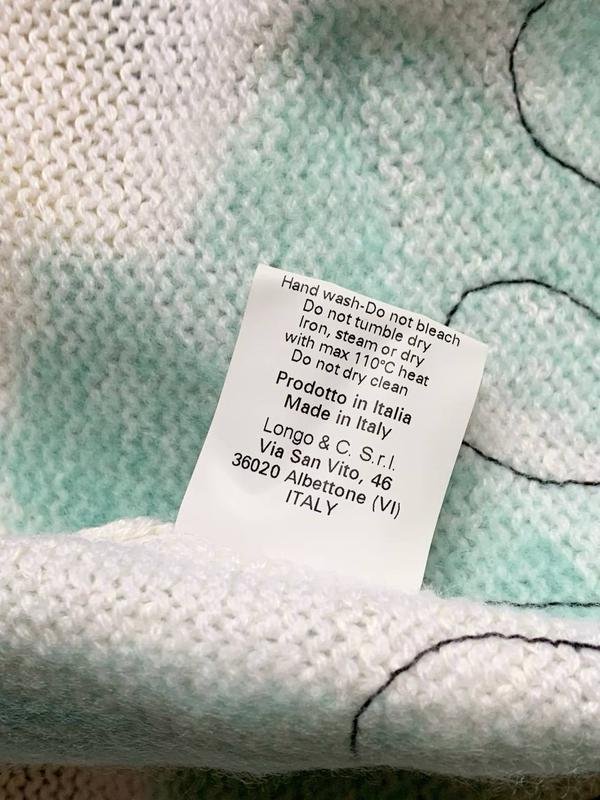 Hand wash-Do not bleach
Do not tumble dry
Iron, steam or dry
with max 110°C heat
Do not dry clean
Prodotto in Italia
Made in Italy
Longo & C. S.r.l.
Via San Vito, 46
36020 Albettone (VI)
ITALY